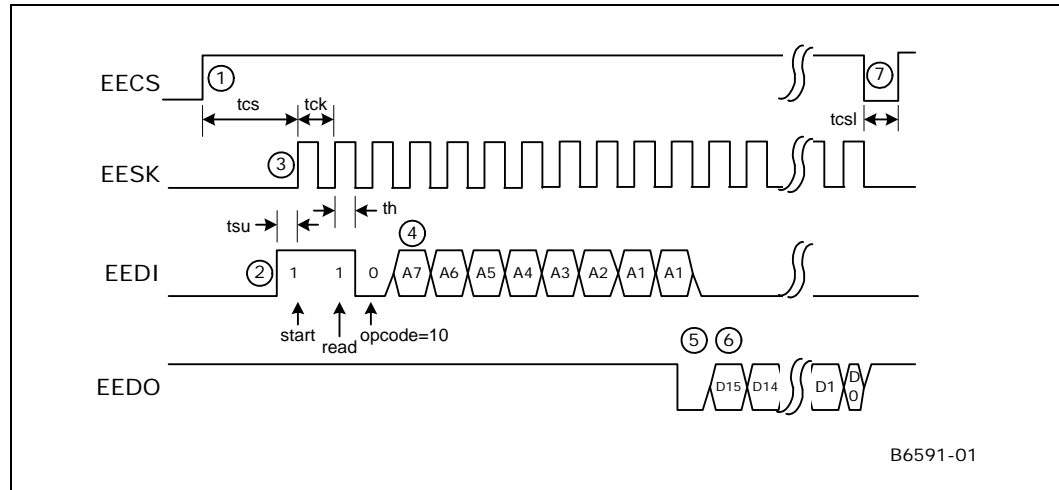 EECS
1
7
tcs
tck
tcsl
EESK
3
tsu
th
4
EEDI
2
1 1 0 A7 A6 A5 A4 A3 A2 A1 A1
start
read
opcode=10
5
6
EEDO
D15 D14 D1 D0
B6591-01